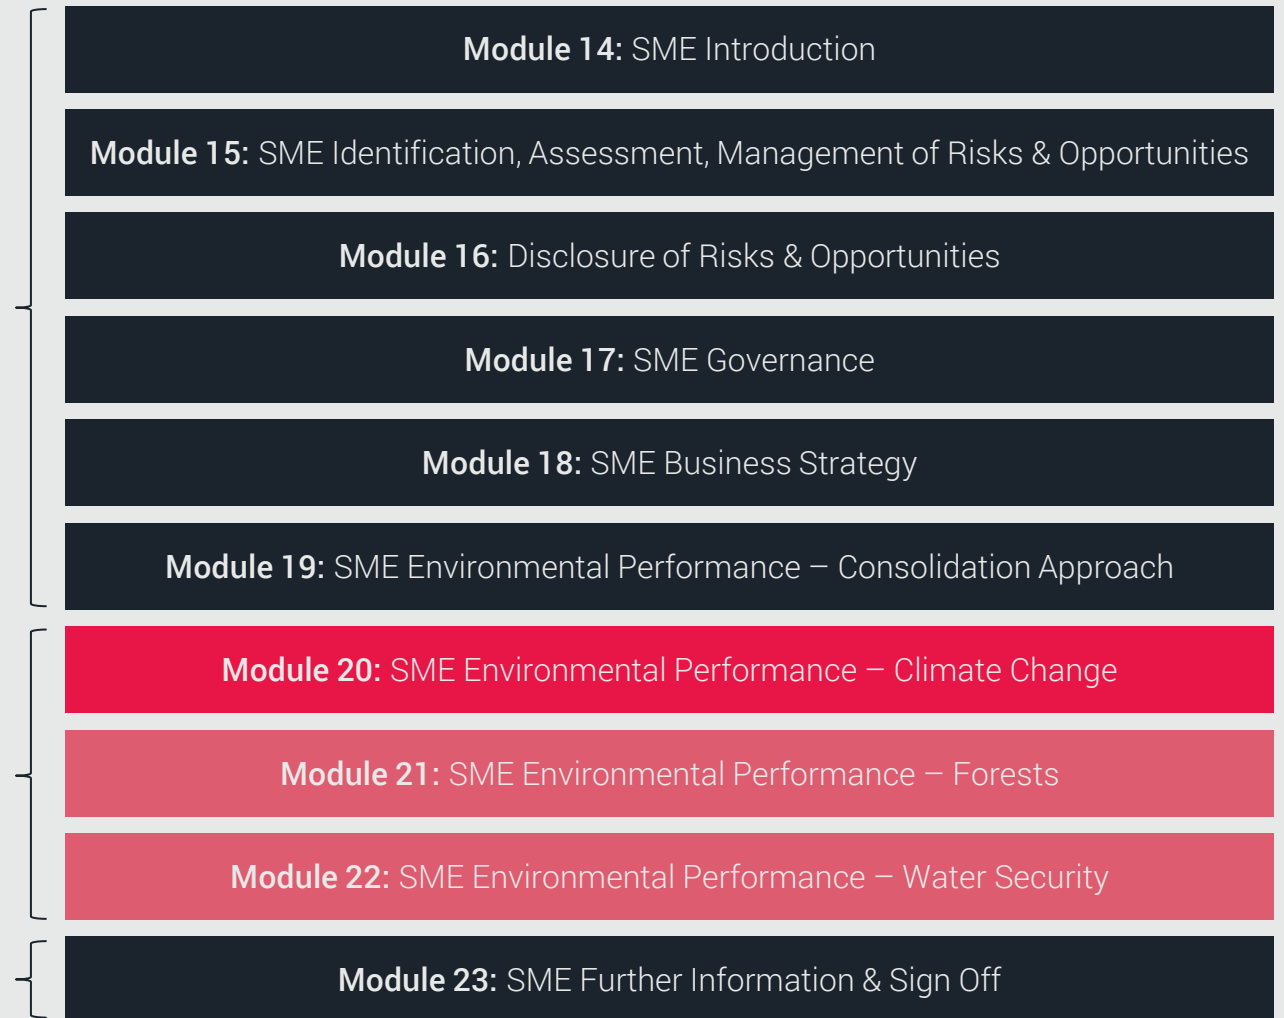 Module 14: SME Introduction
Module 15: SME Identification, Assessment, Management of Risks & Opportunities
Module 16: Disclosure of Risks & Opportunities
Module 17: SME Governance
Module 18: SME Business Strategy
Module 19: SME Environmental Performance – Consolidation Approach
Module 20: SME Environmental Performance – Climate Change
Module 21: SME Environmental Performance – Forests
Module 22: SME Environmental Performance – Water Security
Module 23: SME Further Information & Sign Off